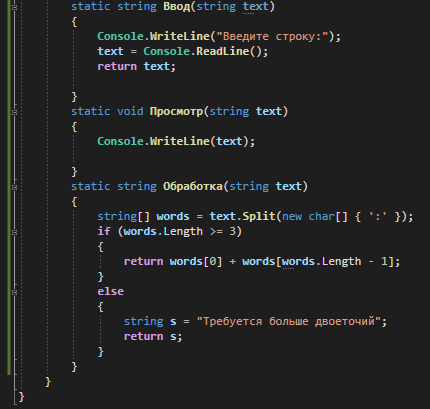 static string Ввод(string text)
{
Console.WriteLine("Введите строку:");
text = Console.ReadLine();
return text;
}
static void Просмотр(string text)
{
Console.WriteLine(text);
}
static string Обработка(string text)
{
string[] words = text.Split(new char[] { ':' });
if (words.Length >= 3)
{
return words[0] + words[words.Length - 1];
}
else
{
string s = "Требуется больше двоеточий";
return s;
}
}
}
}